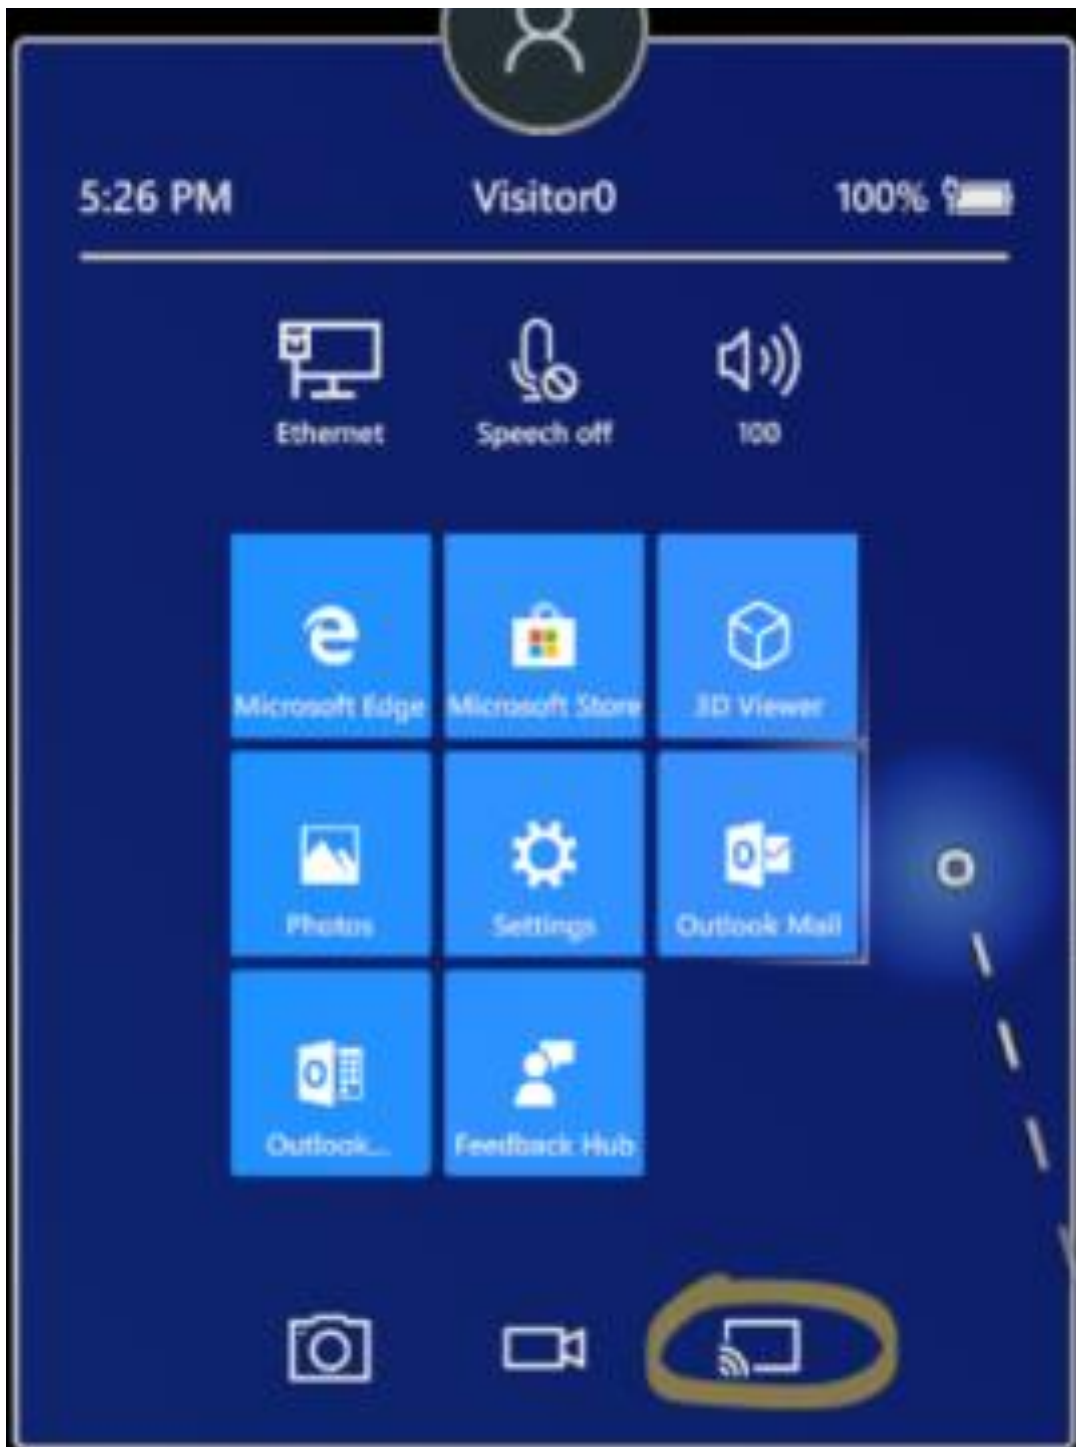 5:26 PM Visitor0 100%
Ethernet Speech off 100
Microsoft Edge Microsoft Store 3D Viewer
Photos Settings Outlook Mail
Outlook... Feedback Hub